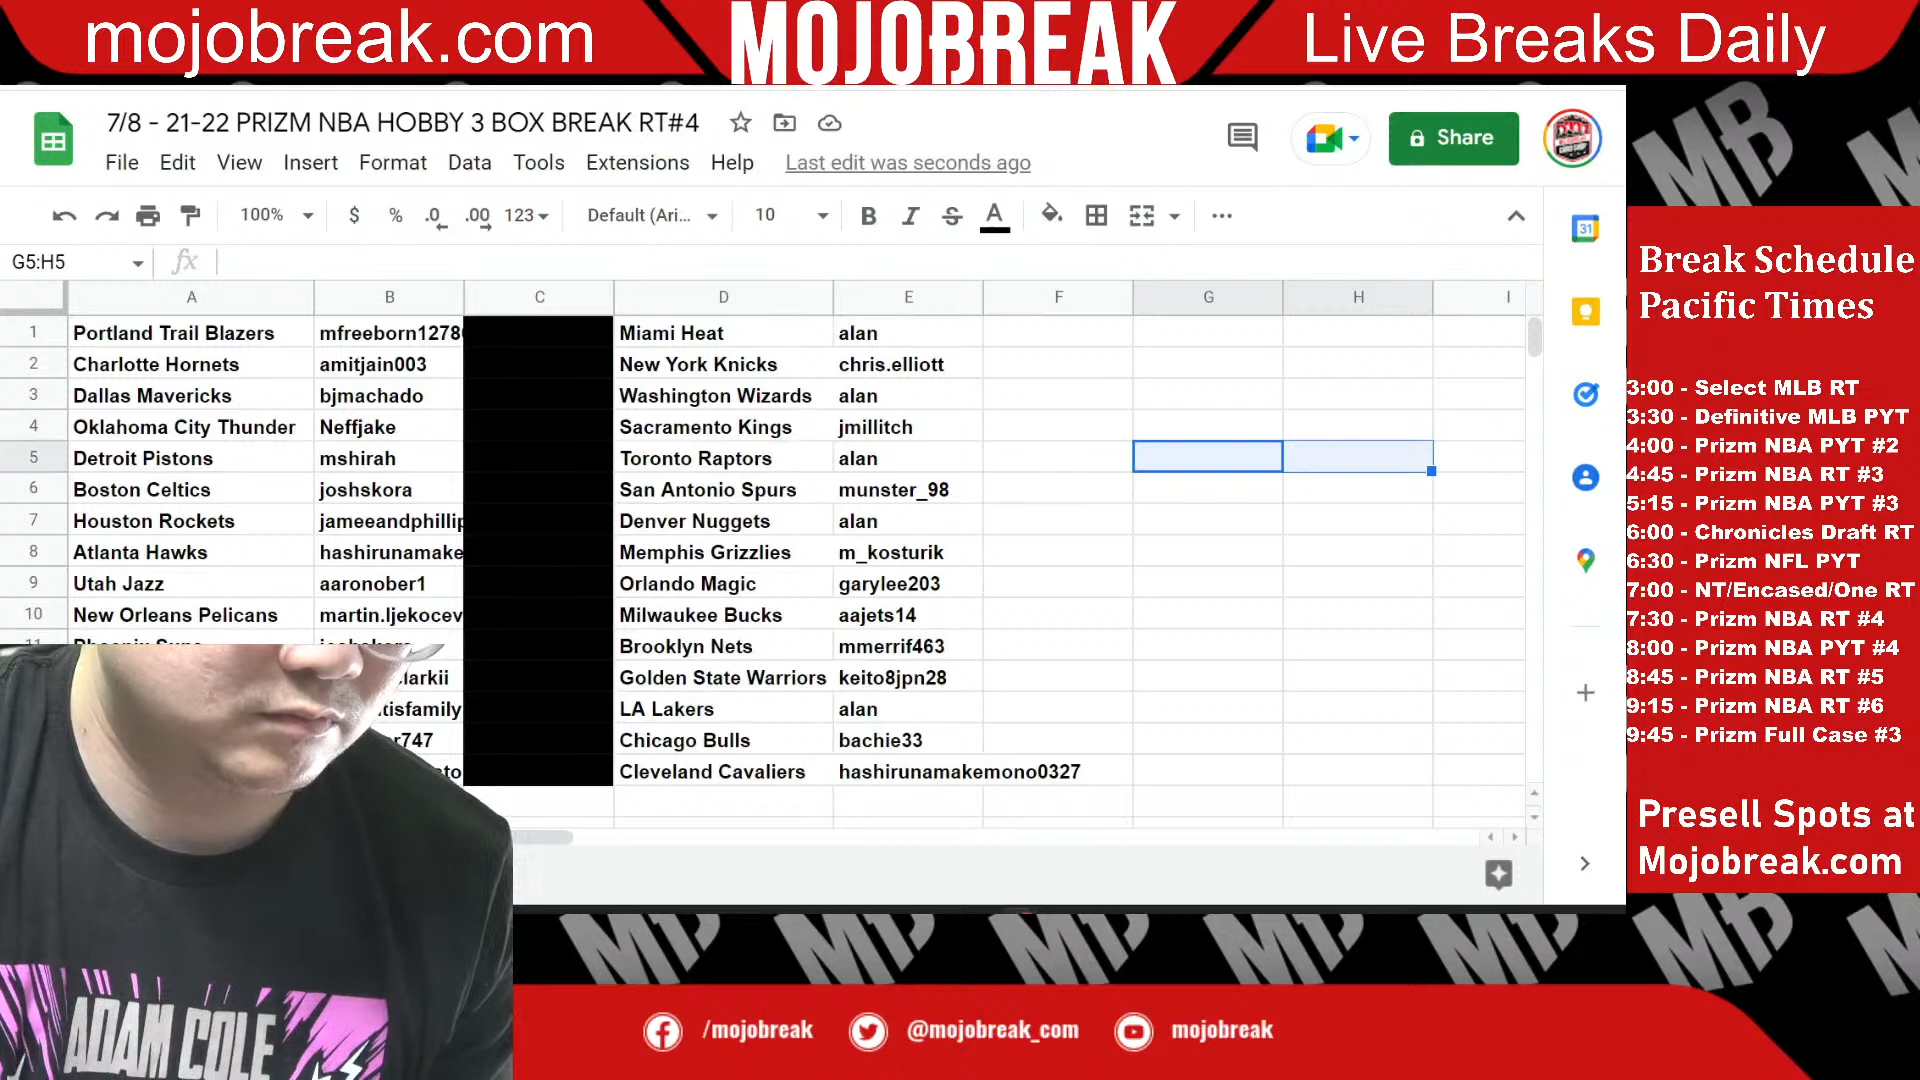 mojobreak.com
MOJOBREAK
Live Breaks Daily
7/8 - 21-22 PRIZM NBA HOBBY 3 BOX BREAK RT#4
Share
File Edit View Insert Format Data Tools Extensions Help Last edit was seconds ago
100% $ % .0 .00 123 Default (Ari... 10 B I S A
31
G5:H5 fx
A B C D E F G H I
1 Portland Trail Blazers mfreeborn1278 Miami Heat alan
2 Charlotte Hornets amitjain003 New York Knicks chris.elliott
3 Dallas Mavericks bjmachado Washington Wizards alan
4 Oklahoma City Thunder Neffjake Sacramento Kings jmillitch
5 Detroit Pistons mshirah Toronto Raptors alan
6 Boston Celtics joshskora San Antonio Spurs munster_98
7 Houston Rockets jameeandphillip Denver Nuggets alan
8 Atlanta Hawks hashirunamake Memphis Grizzlies m_kosturik
9 Utah Jazz aaronober1 Orlando Magic garylee203
10 New Orleans Pelicans martin.ljekocev Milwaukee Bucks aajets14
Brooklyn Nets mmerrif463
larkii Golden State Warriors keito8jpn28
tisfamily LA Lakers alan
r747 Chicago Bulls bachie33
to Cleveland Cavaliers hashirunamakemono0327
Break Schedule
Pacific Times
3:00 - Select MLB RT
3:30 - Definitive MLB PYT
4:00 - Prizm NBA PYT #2
4:45 - Prizm NBA RT #3
5:15 - Prizm NBA PYT #3
6:00 - Chronicles Draft RT
6:30 - Prizm NFL PYT
7:00 - NT/Encased/One RT
7:30 - Prizm NBA RT #4
8:00 - Prizm NBA PYT #4
8:45 - Prizm NBA RT #5
9:15 - Prizm NBA RT #6
9:45 - Prizm Full Case #3
Presell Spots at
Mojobreak.com
ADAM COLE
/mojobreak @mojobreak_com mojobreak